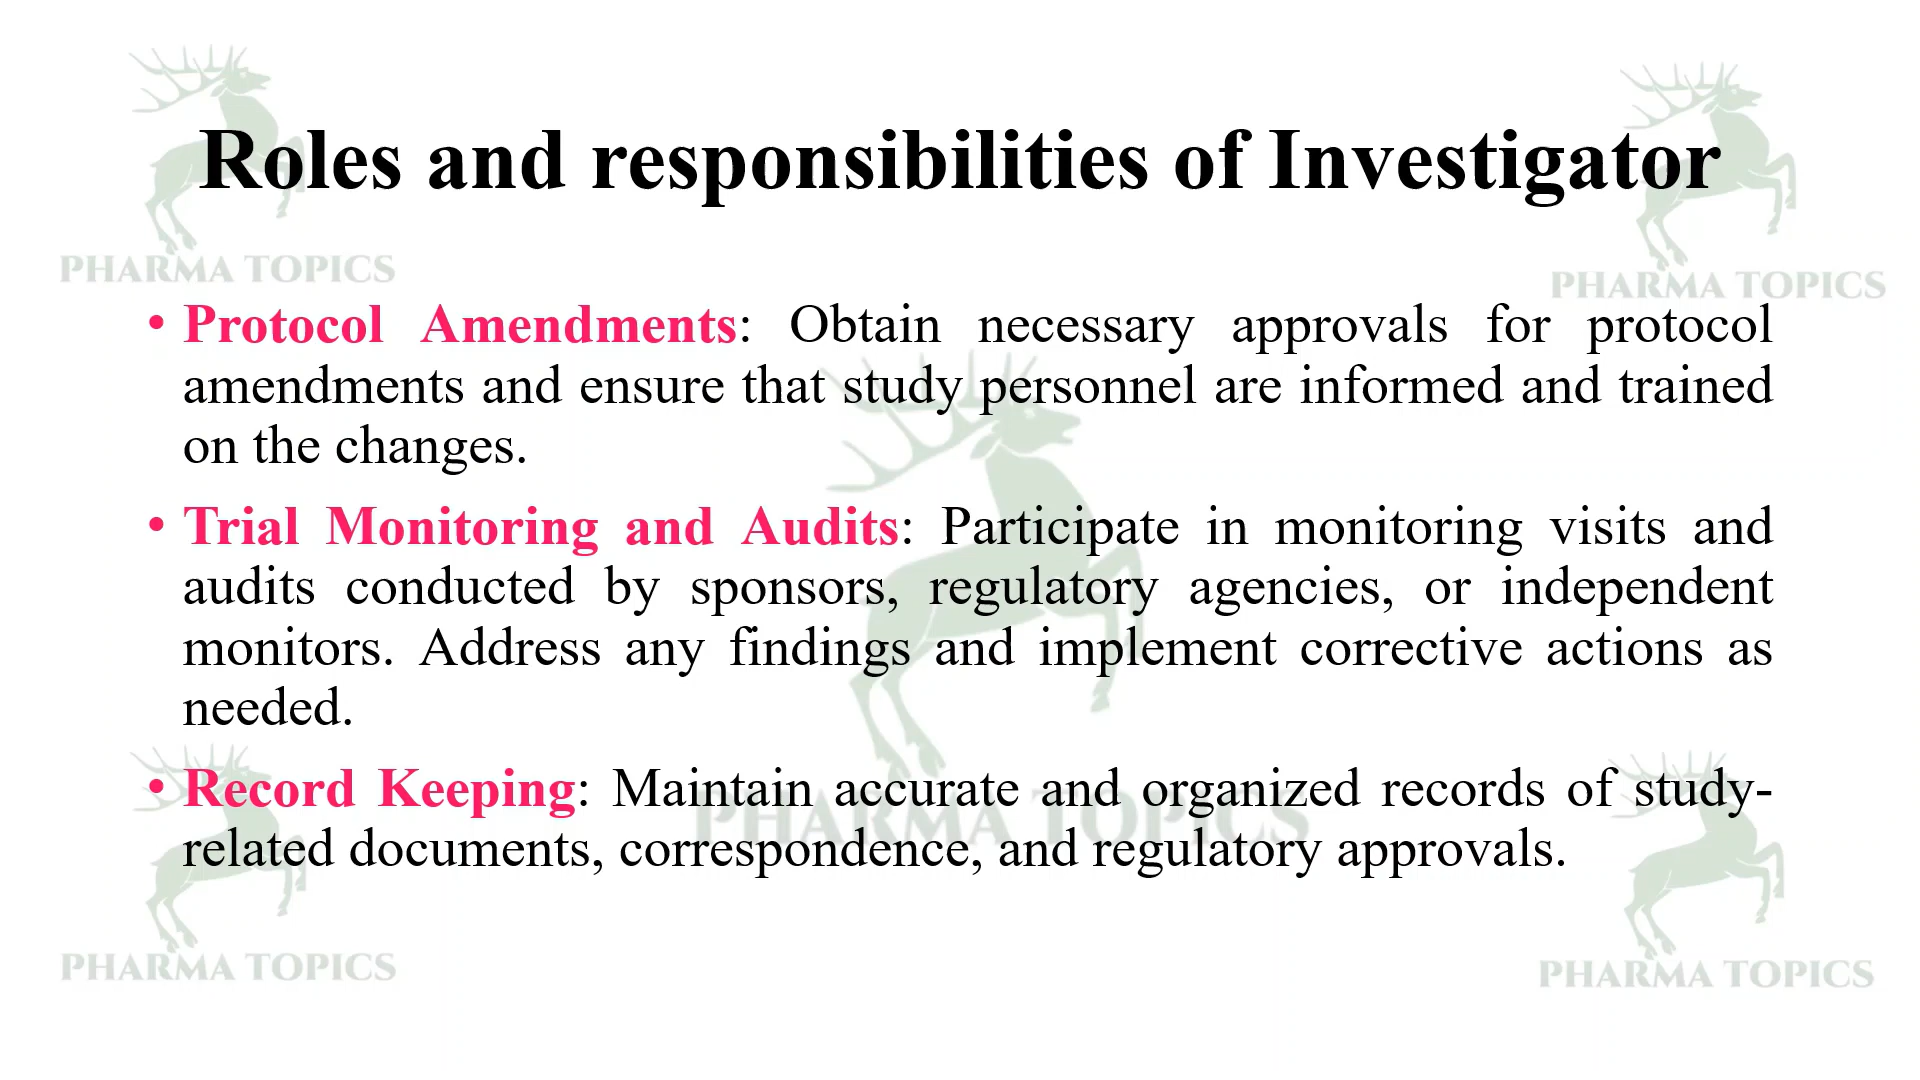 Roles and responsibilities of Investigator
PHARMA TOPICS
PHARMA TOPICS
• Protocol Amendments: Obtain necessary approvals for protocol
amendments and ensure that study personnel are informed and trained
on the changes.
• Trial Monitoring and Audits: Participate in monitoring visits and
audits conducted by sponsors, regulatory agencies, or independent
monitors. Address any findings and implement corrective actions as
needed.
• Record Keeping: Maintain accurate and organized records of study-
PHARMA TOPICS
related documents, correspondence, and regulatory approvals.
PHARMA TOPICS
PHARMA TOPICS